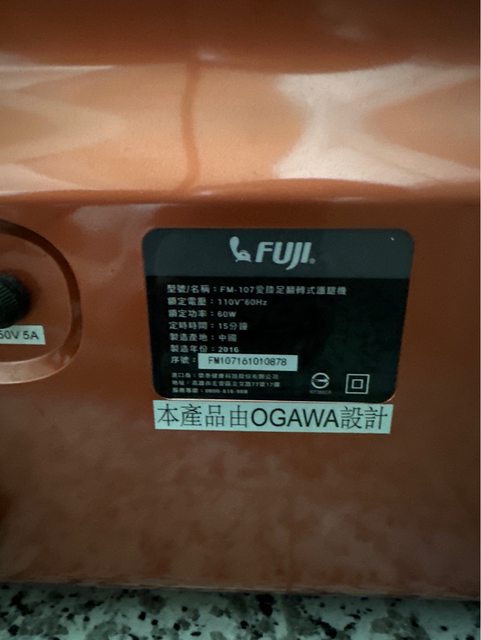 FUJI.
型號/名稱：FM-107愛膝足翻轉式護腿機
額定電壓：110V~60Hz
額定功率：60W
定時時間：15分鐘
製造產地：中國
製造年份：2016
50V 5A
序號：FM107161010878
本產品由OGAWA設計